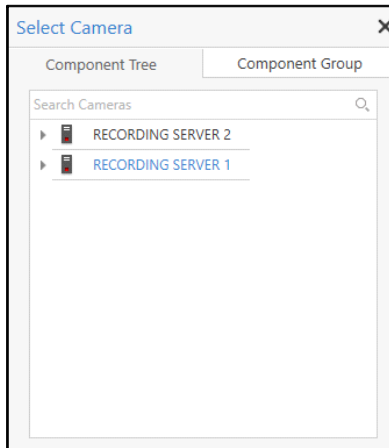 Select Camera
Component Tree
Component Group
Search Cameras
RECORDING SERVER 2
RECORDING SERVER 1